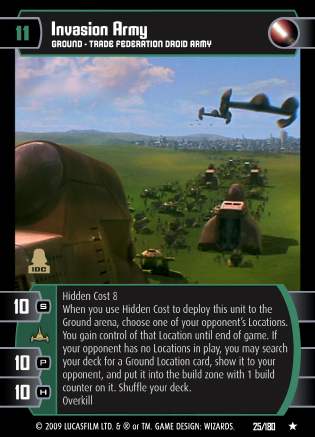 11
Invasion Army
GROUND - TRADE FEDERATION DROID ARMY
IDC
10 S
10 P
10 H
Hidden Cost 8
When you use Hidden Cost to deploy this unit to the
Ground arena, choose one of your opponent's Locations.
You gain control of that Location until end of game. If
your opponent has no Locations in play, you may search
your deck for a Ground Location card, show it to your
opponent, and put it into the build zone with 1 build
counter on it. Shuffle your deck.
Overkill
© 2009 LUCASFILM LTD. & ® or TM. GAME DESIGN: WIZARDS. 25/180